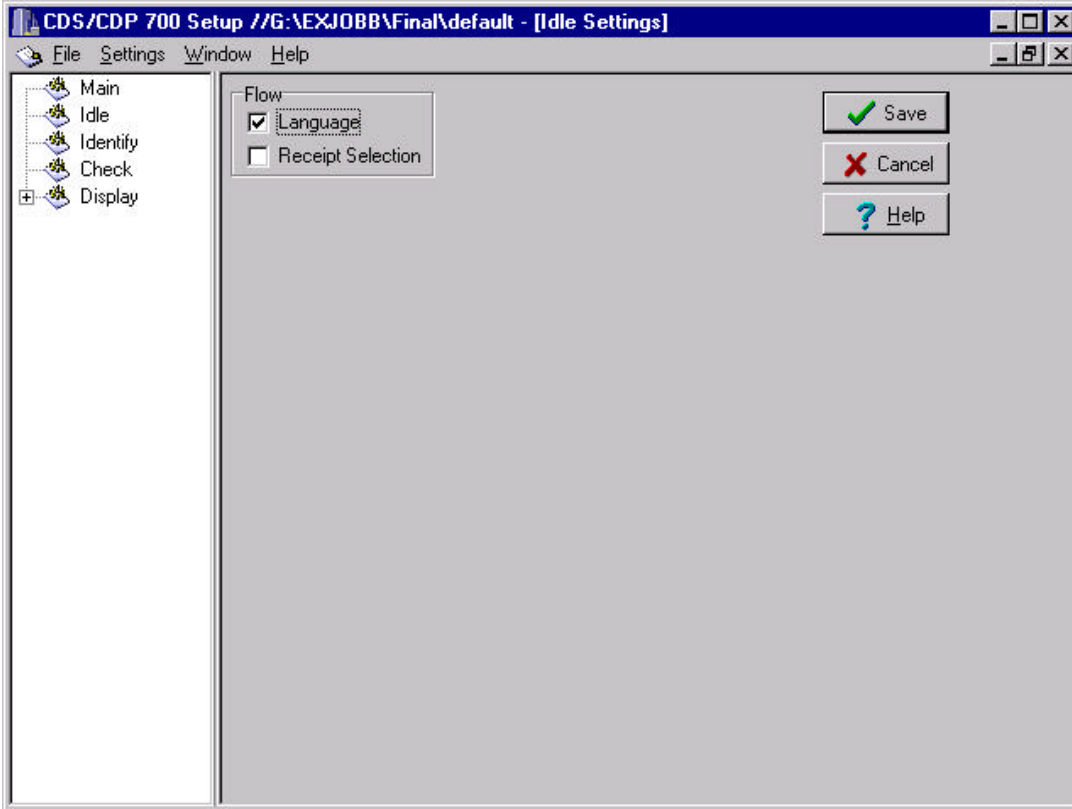 CDS/CDP 700 Setup //G:\EXJOBB\Final\default - [Idle Settings]
File Settings Window Help
Main
Idle
Identify
Check
Display
Flow
Language
Receipt Selection
Save
Cancel
Help